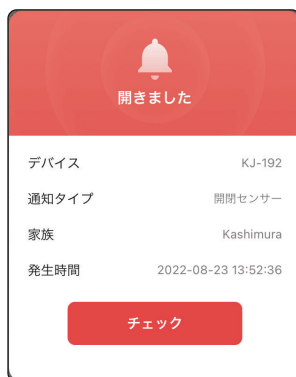 開きました
デバイス KJ-192
通知タイプ 開閉センサー
家族 Kashimura
発生時間 2022-08-23 13:52:36
チェック